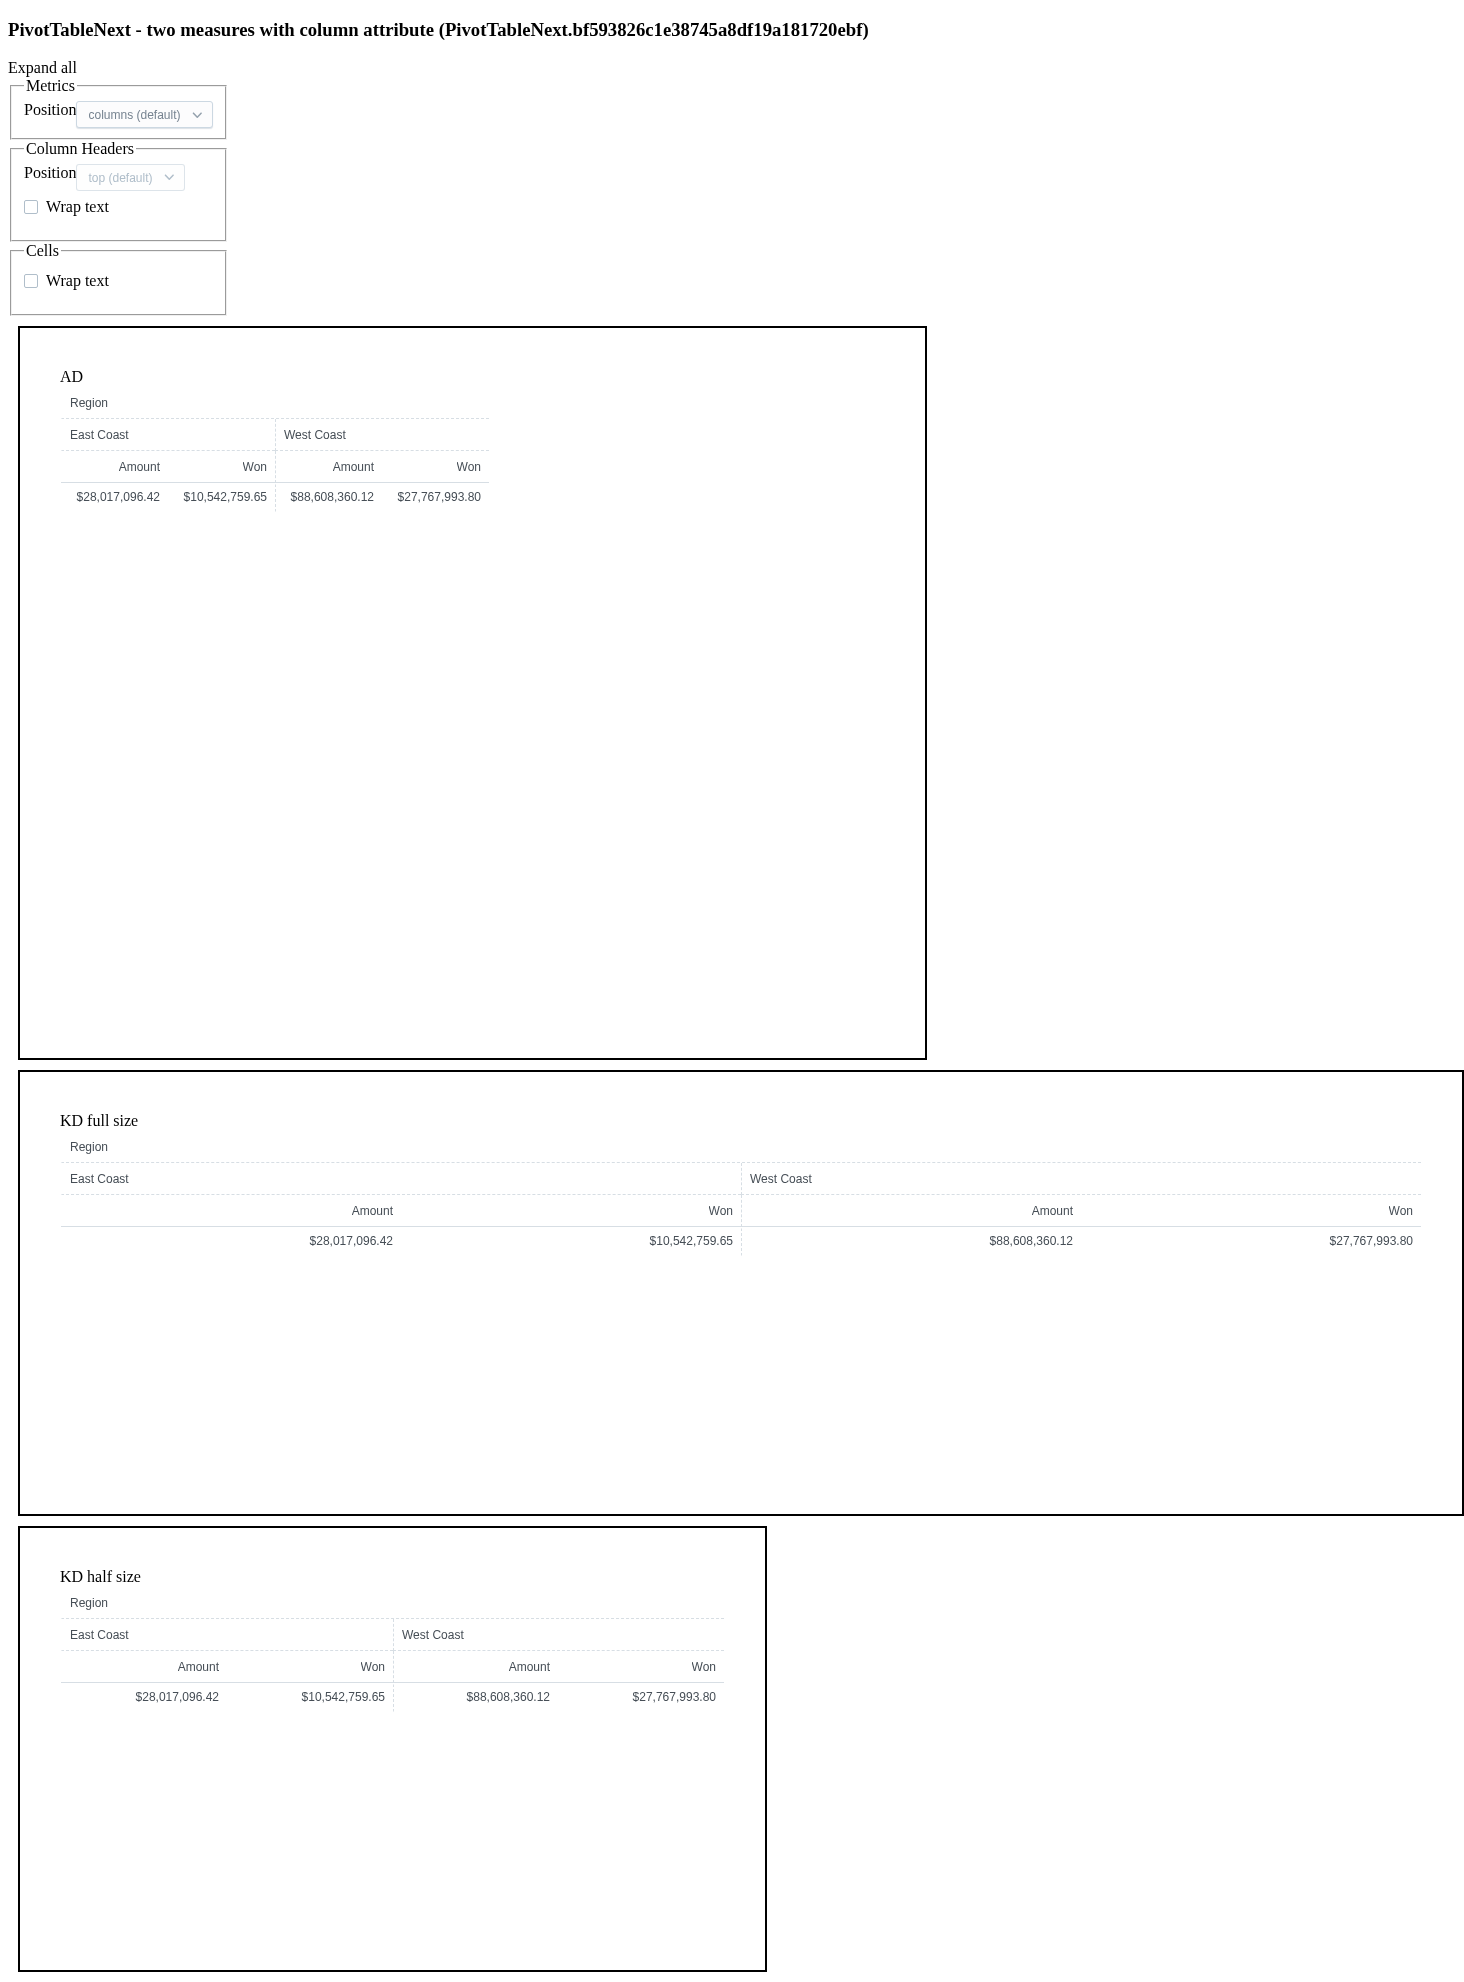 PivotTableNext - two measures with column attribute (PivotTableNext.bf593826c1e38745a8df19a181720ebf)
Expand all
Metrics
Position columns (default)
Column Headers
Position top (default)
Wrap text
Cells
Wrap text
AD
Region
East Coast West Coast
Amount Won Amount Won
$28,017,096.42 $10,542,759.65 $88,608,360.12 $27,767,993.80
KD full size
Region
East Coast West Coast
Amount Won Amount Won
$28,017,096.42 $10,542,759.65 $88,608,360.12 $27,767,993.80
KD half size
Region
East Coast West Coast
Amount Won Amount Won
$28,017,096.42 $10,542,759.65 $88,608,360.12 $27,767,993.80